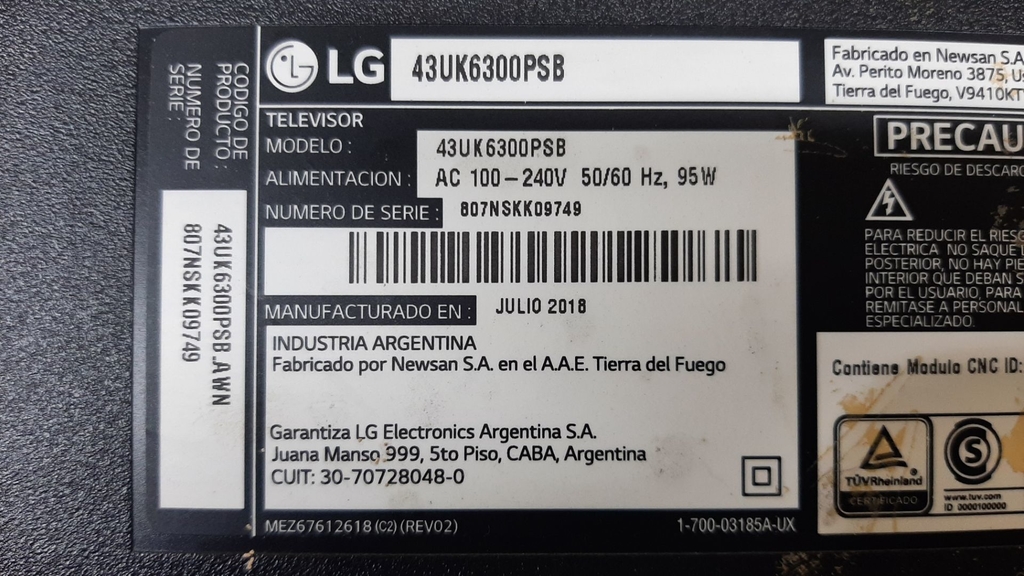 CODIGO DE
PRODUCTO:
NUMERO DE
SERIE:
43UK6300PSB.AWN
807NSKK09749
LG
43UK6300PSB
Fabricado en Newsan S.A
Av. Perito Moreno 3875, Us
Tierra del Fuego, V9410KT
TELEVISOR
MODELO : 43UK6300PSB
ALIMENTACION : AC 100-240V 50/60 Hz, 95W
NUMERO DE SERIE : 807NSKK09749
MANUFACTURADO EN : JULIO 2018
INDUSTRIA ARGENTINA
Fabricado por Newsan S.A. en el A.A.E. Tierra del Fuego
Garantiza LG Electronics Argentina S.A.
Juana Manso 999, 5to Piso, CABA, Argentina
CUIT: 30-70728048-0
MEZ67612618 (C2) (REV02)
1-700-03185A-UX
PRECAU
RIESGO DE DESCARG
PARA REDUCIR EL RIESG
ELECTRICA NO SAQUE L
POSTERIOR, NO HAY PIE
INTERIOR QUE DEBAN S
POR EL USUARIO, PARA
REMITASE A PERSONAL
ESPECIALIZADO.
Contiene Modulo CNC ID:
TÜVRheinland
CERTIFICADO
S
www.tuv.com
ID 0000100000